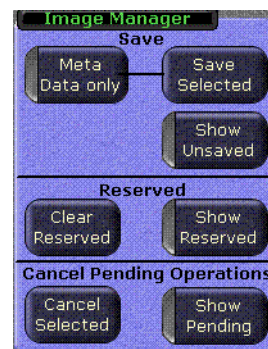 Image Manager
Save
Meta Data only
Save Selected
Show Unsaved
Reserved
Clear Reserved
Show Reserved
Cancel Pending Operations
Cancel Selected
Show Pending